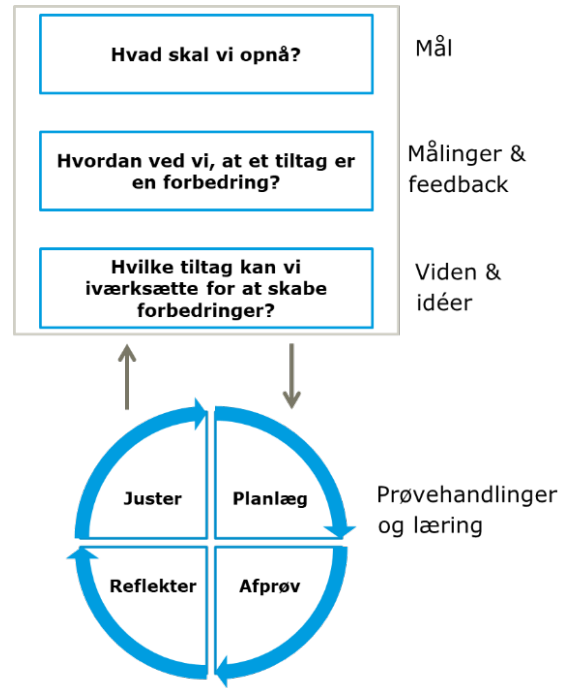 Hvad skal vi opnå?
Mål
Hvordan ved vi, at et tiltag er
en forbedring?
Målinger &
feedback
Hvilke tiltag kan vi
iværksætte for at skabe
forbedringer?
Viden &
idéer
Juster
Planlæg
Reflekter
Afprøv
Prøvehandlinger
og læring